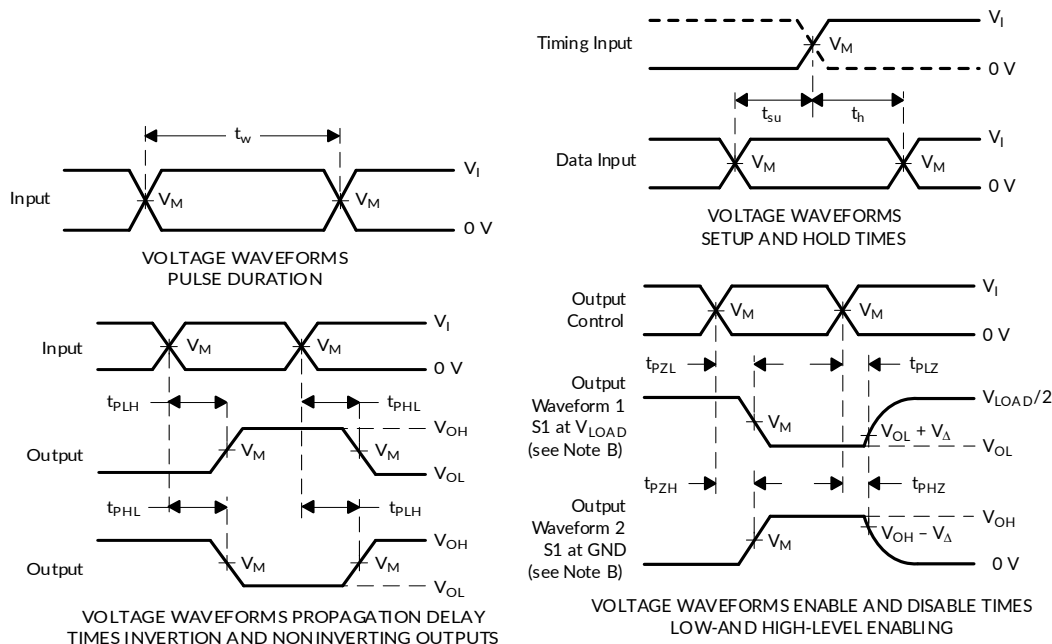 t_w
V_I
Input
V_M
V_M
0 V
VOLTAGE WAVEFORMS
PULSE DURATION
V_I
Timing Input
V_M
0 V
t_su
t_h
V_I
Data Input
V_M
V_M
0 V
VOLTAGE WAVEFORMS
SETUP AND HOLD TIMES
V_I
Input
V_M
V_M
0 V
t_PLH
t_PHL
V_OH
Output
V_M
V_M
V_OL
t_PHL
t_PLH
V_OH
Output
V_M
V_M
V_OL
VOLTAGE WAVEFORMS PROPAGATION DELAY
TIMES INVERTION AND NONINVERTING OUTPUTS
V_I
Output
Control
V_M
V_M
0 V
t_PZL
t_PLZ
Output
Waveform 1
S1 at V_LOAD
(see Note B)
V_LOAD/2
V_M
V_OL + V_Δ
V_OL
t_PZH
t_PHZ
Output
Waveform 2
S1 at GND
(see Note B)
V_OH
V_M
V_OH – V_Δ
0 V
VOLTAGE WAVEFORMS ENABLE AND DISABLE TIMES
LOW-AND HIGH-LEVEL ENABLING